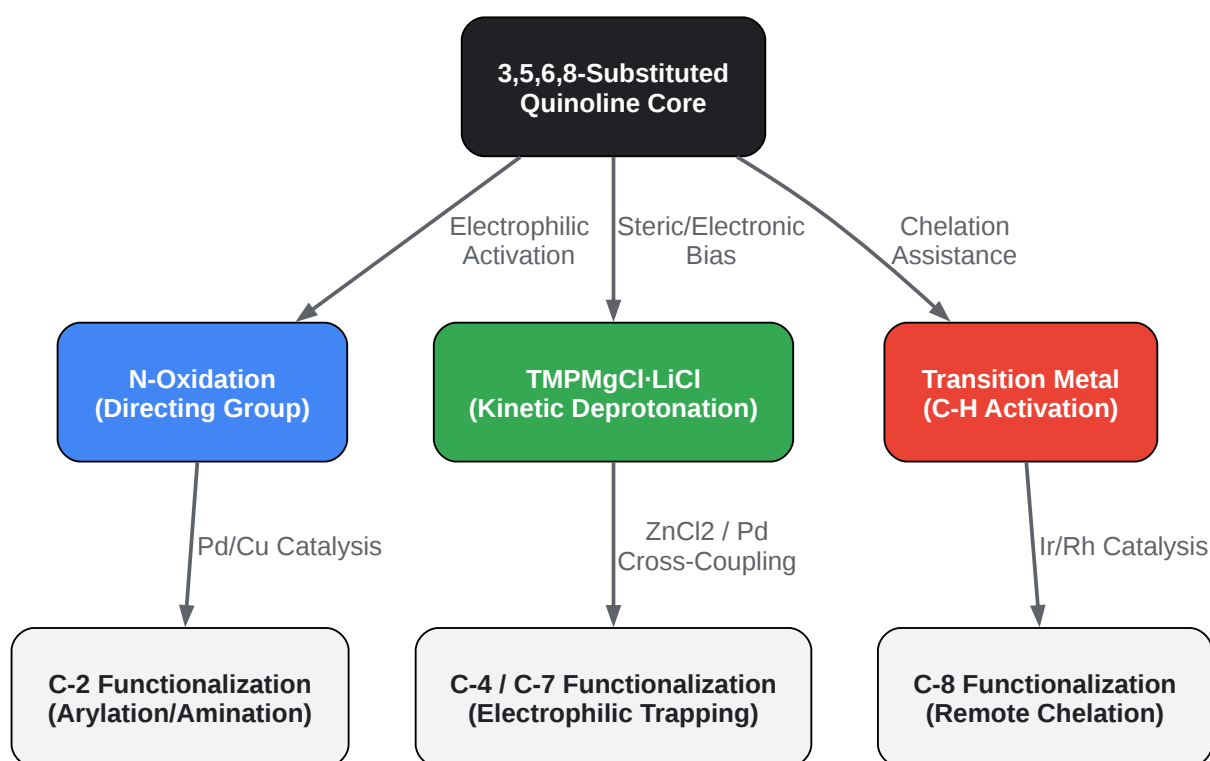 3,5,6,8-Substituted
Quinoline Core
Electrophilic
Activation
Steric/Electronic
Bias
Chelation
Assistance
N-Oxidation
(Directing Group)
TMPMgCl·LiCl
(Kinetic Deprotonation)
Transition Metal
(C-H Activation)
Pd/Cu Catalysis
ZnCl2 / Pd
Cross-Coupling
Ir/Rh Catalysis
C-2 Functionalization
(Arylation/Amination)
C-4 / C-7 Functionalization
(Electrophilic Trapping)
C-8 Functionalization
(Remote Chelation)